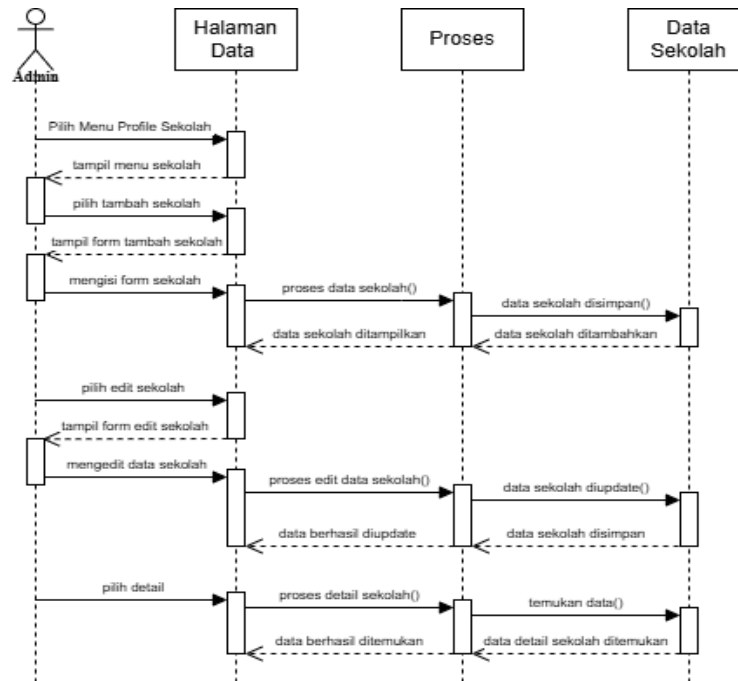 Halaman
Data
Proses
Data
Sekolah
Admin
Pilih Menu Profile Sekolah
tampil menu sekolah
pilih tambah sekolah
tampil form tambah sekolah
mengisi form sekolah
proses data sekolah()
data sekolah disimpan()
data sekolah ditampilkan
data sekolah ditambahkan
pilih edit sekolah
tampil form edit sekolah
mengedit data sekolah
proses edit data sekolah()
data sekolah diupdate()
data berhasil diupdate
data sekolah disimpan
pilih detail
proses detail sekolah()
temukan data()
data berhasil ditemukan
data detail sekolah ditemukan